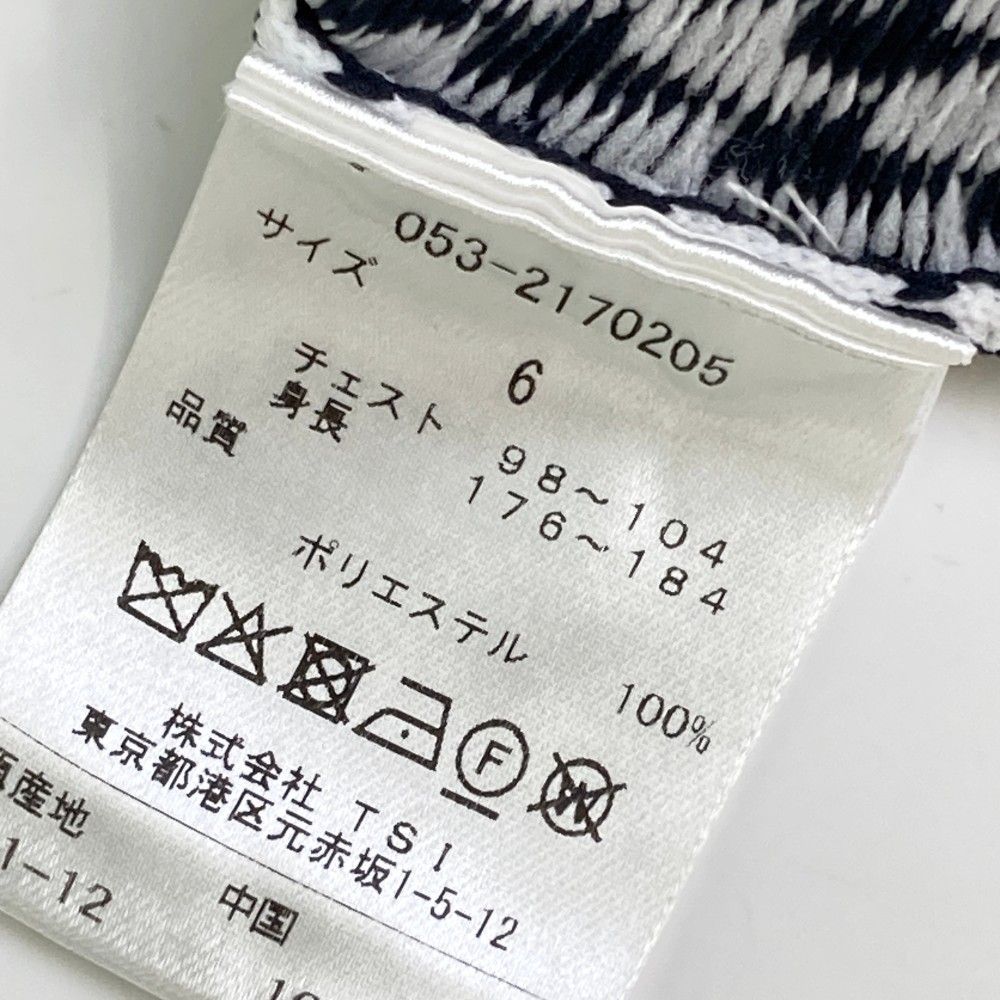 053-2170205
サイズ 6
チェスト 98～104
身長 176～184
品質
ポリエステル 100%
F
W
株式会社 TSI
東京都港区元赤坂1-5-12
原産地 中国
1-12